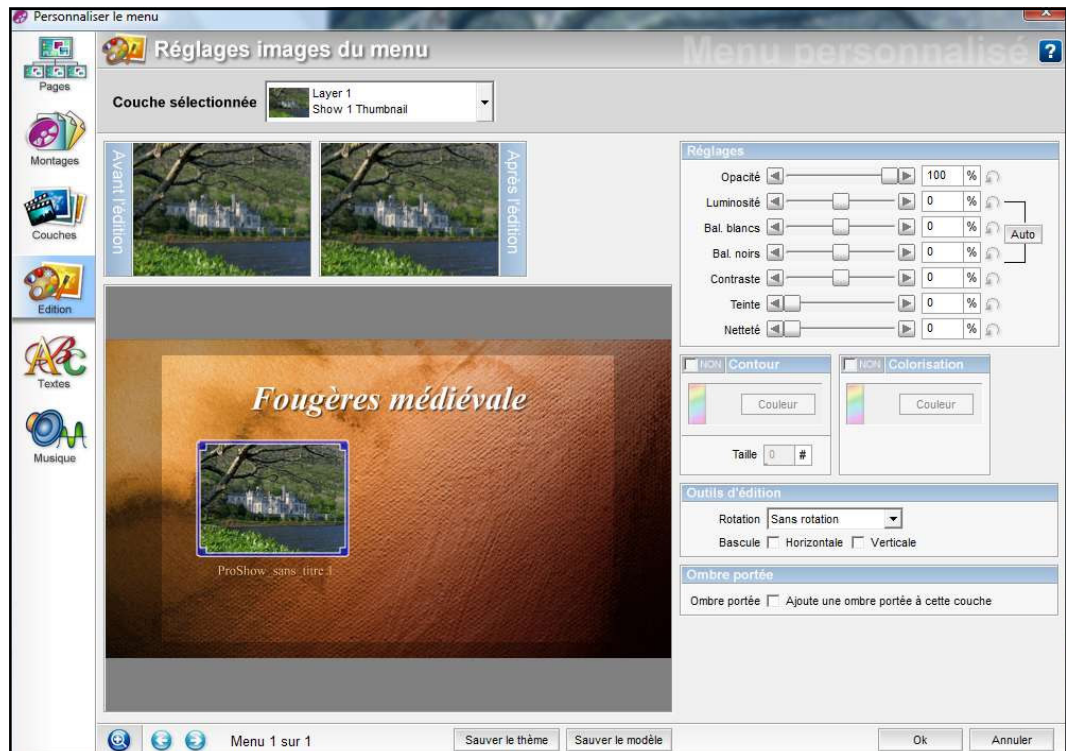 Personnaliser le menu
Réglages images du menu
Menu personnalisé
?
Couche sélectionnée
Layer 1
Show 1 Thumbnail
Pages
Montages
Couches
Edition
ABC
Textes
Musique
Avant l'édition
Après l'édition
Fougères médiévale
ProShow sans titre 1
Réglages
Opacité 100 %
Luminosité 0 %
Bal. blancs 0 %
Auto
Bal. noirs 0 %
Contraste 0 %
Teinte 0 %
Netteté 0 %
NON Contour
Couleur
Taille 0 #
NON Colorisation
Couleur
Outils d'édition
Rotation Sans rotation
Bascule Horizontale Verticale
Ombre portée
Ombre portée Ajoute une ombre portée à cette couche
Menu 1 sur 1
Sauver le thème
Sauver le modèle
Ok
Annuler